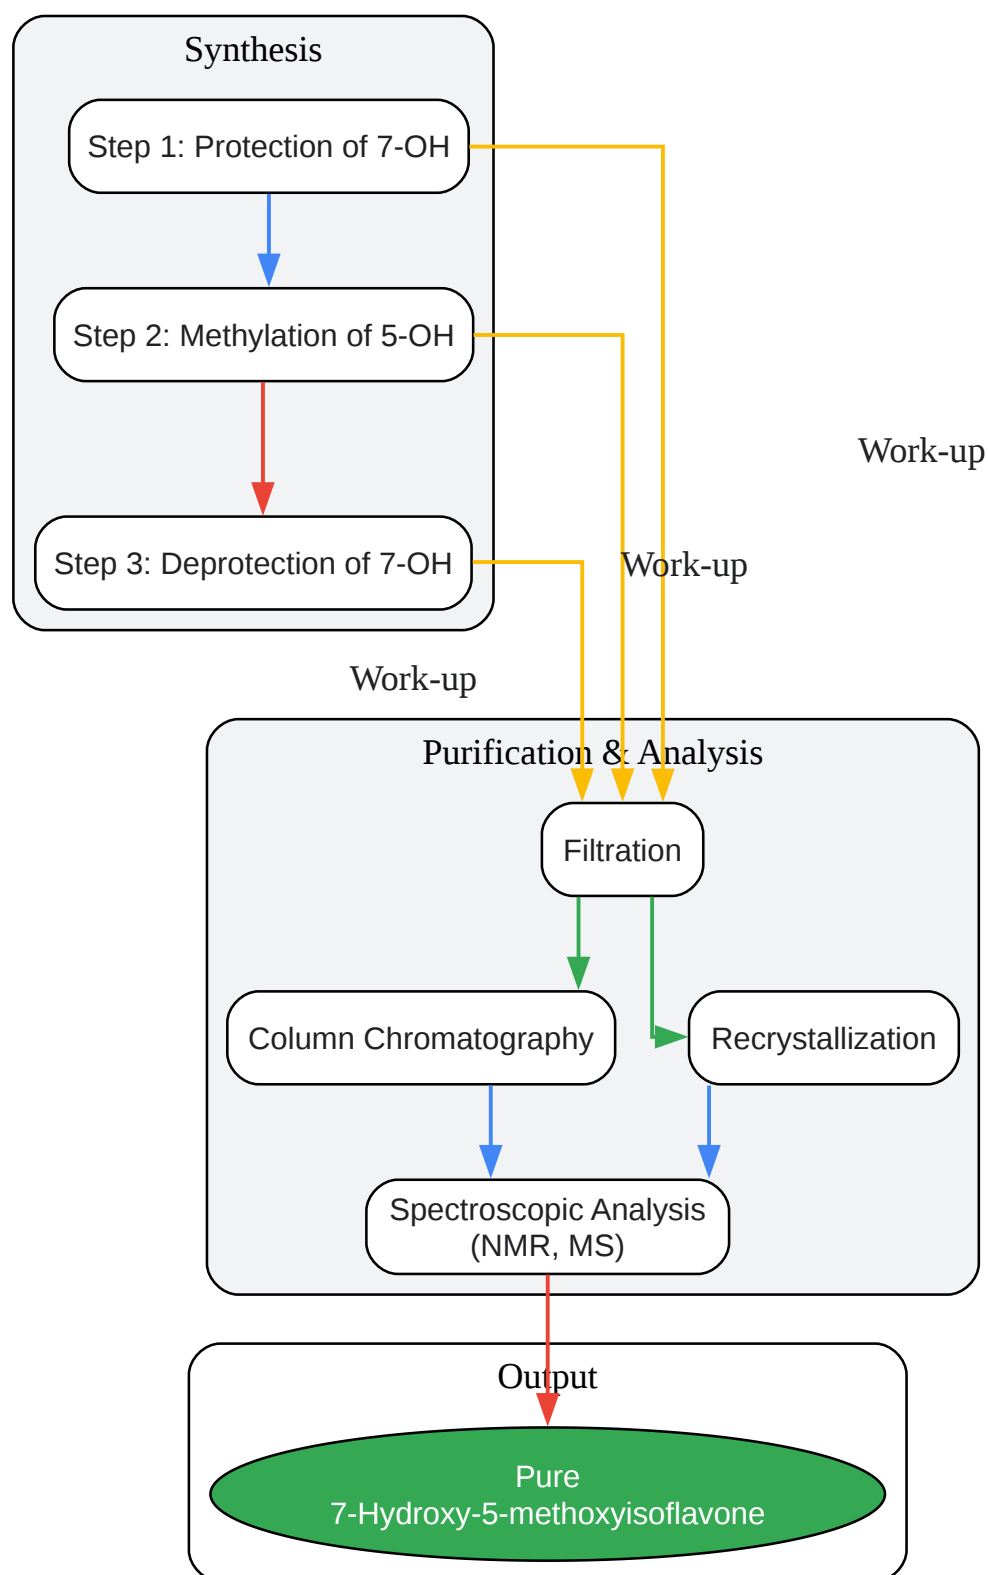 Synthesis
Step 1: Protection of 7-OH
Step 2: Methylation of 5-OH
Work-up
Step 3: Deprotection of 7-OH
Work-up
Work-up
Purification & Analysis
Filtration
Column Chromatography
Recrystallization
Spectroscopic Analysis
(NMR, MS)
Output
Pure
7-Hydroxy-5-methoxyisoflavone